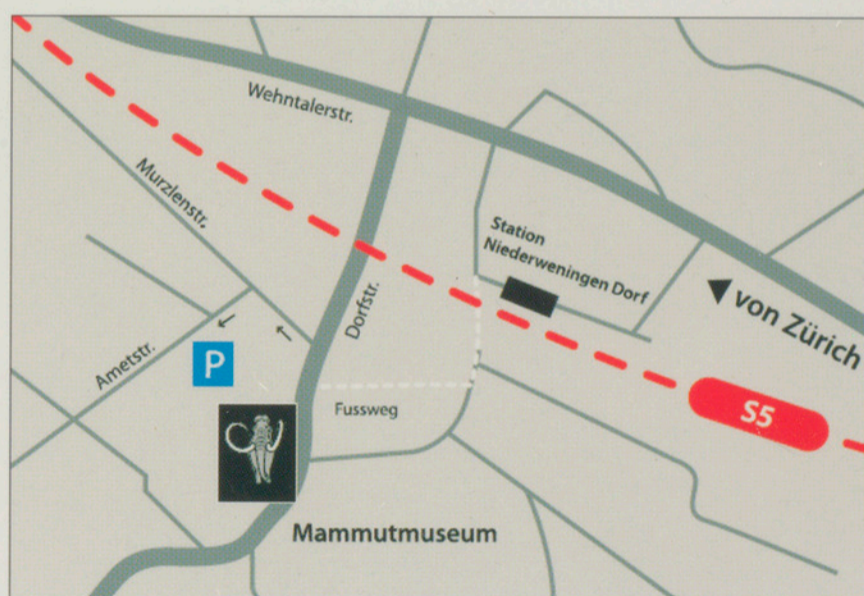 Wehntalerstr.
Murzlenstr.
Station
Niederweningen Dorf
von Zürich
Dorfstr.
Ametstr.
P
S5
Fussweg
Mammutmuseum